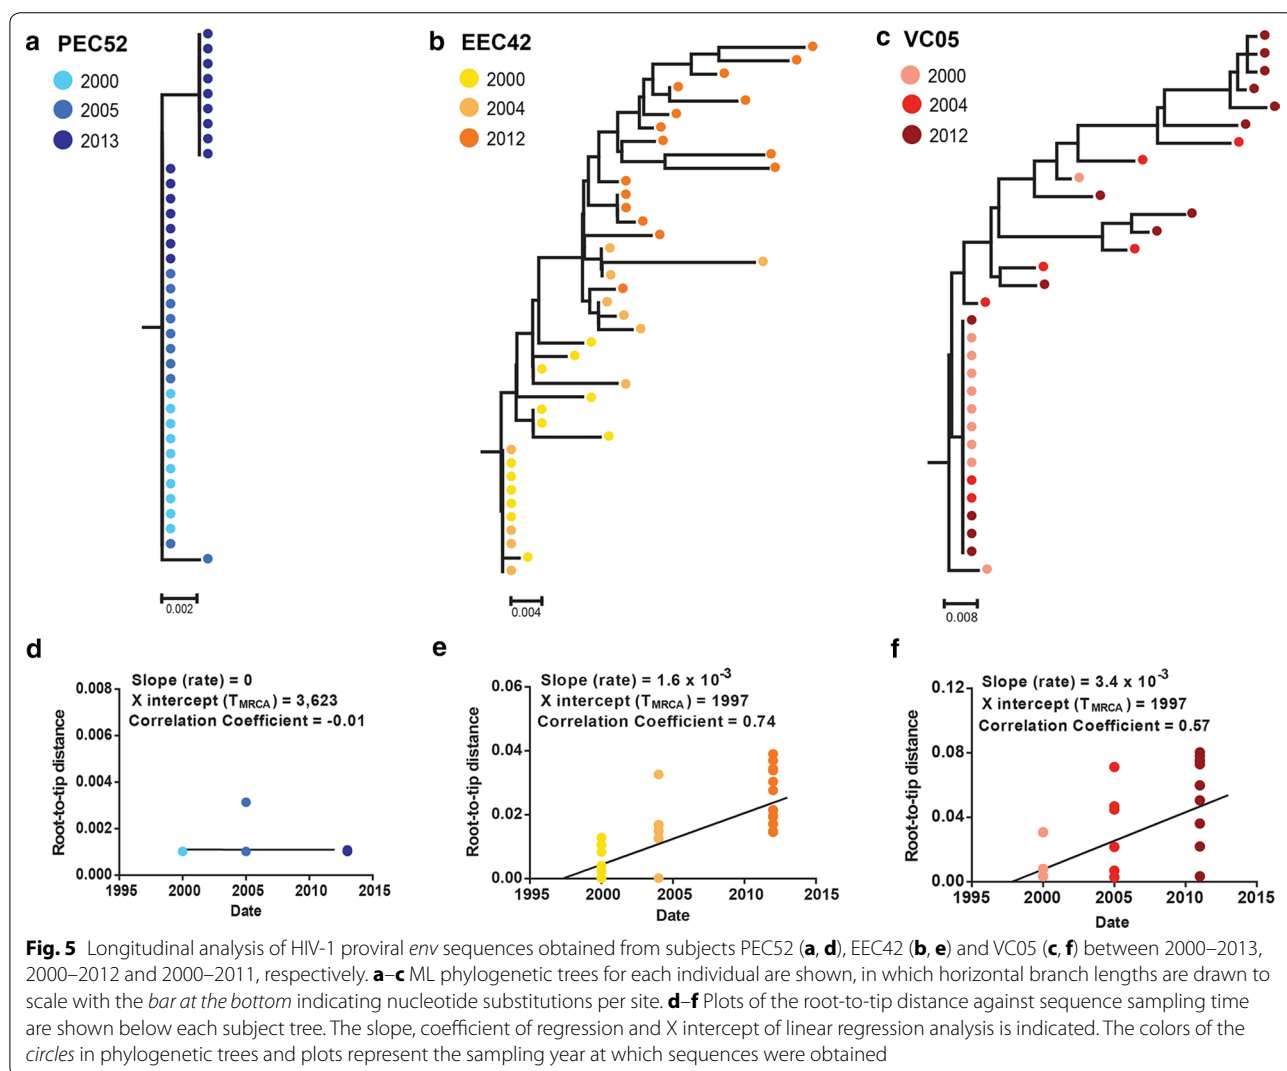 a PEC52
2000
2005
2013
0.002
b EEC42
2000
2004
2012
0.004
c VC05
2000
2004
2012
0.008
d
Slope (rate) = 0
X intercept (TMRCA) = 3,623
Correlation Coefficient = -0.01
Root-to-tip distance
0.008
0.006
0.004
0.002
0.000
1995 2000 2005 2010 2015
Date
e
Slope (rate) = 1.6 x 10-3
X intercept (TMRCA) = 1997
Correlation Coefficient = 0.74
Root-to-tip distance
0.06
0.04
0.02
0.00
1995 2000 2005 2010 2015
Date
f
Slope (rate) = 3.4 x 10-3
X intercept (TMRCA) = 1997
Correlation Coefficient = 0.57
Root-to-tip distance
0.12
0.08
0.04
0.00
1995 2000 2005 2010 2015
Date
Fig. 5 Longitudinal analysis of HIV-1 proviral env sequences obtained from subjects PEC52 (a, d), EEC42 (b, e) and VC05 (c, f) between 2000–2013,
2000–2012 and 2000–2011, respectively. a–c ML phylogenetic trees for each individual are shown, in which horizontal branch lengths are drawn to
scale with the bar at the bottom indicating nucleotide substitutions per site. d–f Plots of the root-to-tip distance against sequence sampling time
are shown below each subject tree. The slope, coefficient of regression and X intercept of linear regression analysis is indicated. The colors of the
circles in phylogenetic trees and plots represent the sampling year at which sequences were obtained